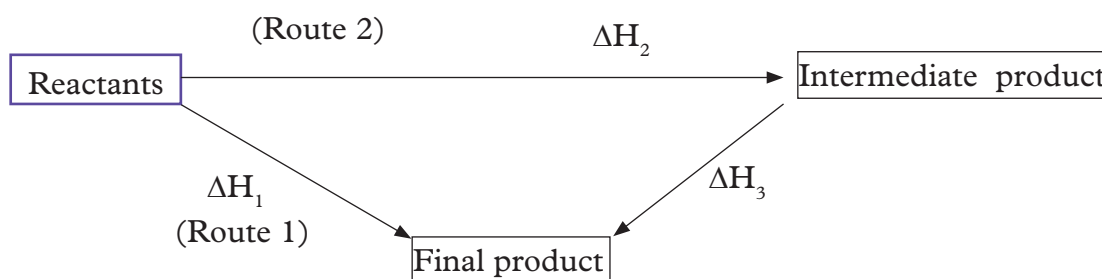 (Route 2)
ΔH₂
Reactants
Intermediate product
ΔH₁
(Route 1)
ΔH₃
Final product